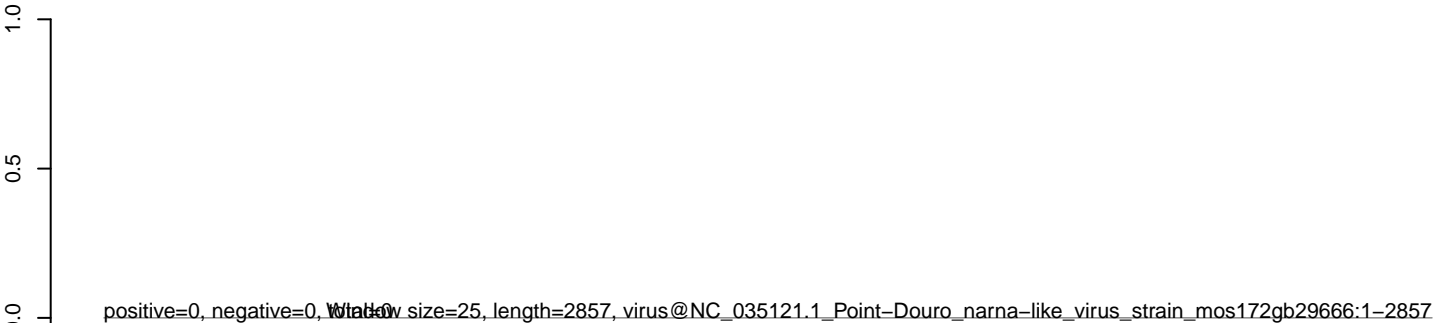 1.0
0.5
0.0
positive=0, negative=0, total=0
Window size=25, length=2857, virus@NC_035121.1_Point−Douro_narna−like_virus_strain_mos172gb29666:1−2857